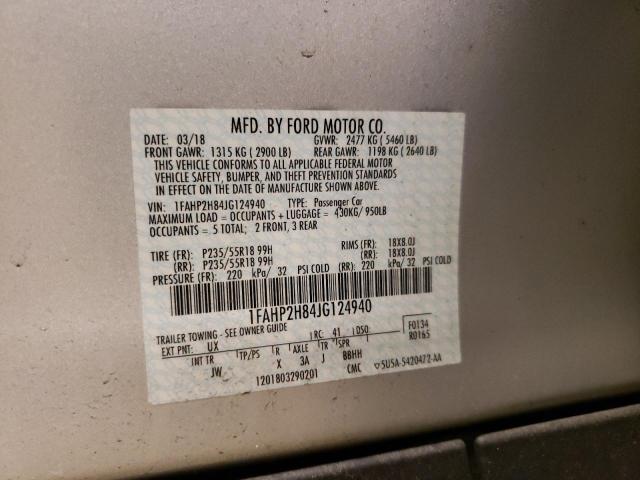 MFD. BY FORD MOTOR CO.
DATE: 03/18 GVWR: 2477 KG ( 5460 LB)
FRONT GAWR: 1315 KG ( 2900 LB) REAR GAWR: 1198 KG ( 2640 LB)
THIS VEHICLE CONFORMS TO ALL APPLICABLE FEDERAL MOTOR
VEHICLE SAFETY, BUMPER, AND THEFT PREVENTION STANDARDS
IN EFFECT ON THE DATE OF MANUFACTURE SHOWN ABOVE.
VIN: 1FAHP2H84JG124940 TYPE: Passenger Car
MAXIMUM LOAD = OCCUPANTS + LUGGAGE = 430KG/ 950LB
OCCUPANTS = 5 TOTAL; 2 FRONT, 3 REAR
TIRE (FR): P235/55R18 99H RIMS (FR): 18X8.0J
(RR): P235/55R18 99H (RR): 18X8.0J
PRESSURE (FR): 220 kPa/ 32 PSI COLD (RR): 220 kPa/ 32 PSI COLD
1FAHP2H84JG124940
TRAILER TOWING - SEE OWNER GUIDE
EXT PNT: UX RC: 41 DSO: F0134
R0165
INT TR TP/PS R AXLE TR SPR
JW X 3A J BBHH
1201803290201 CMC ▽5U5A-5420472-AA